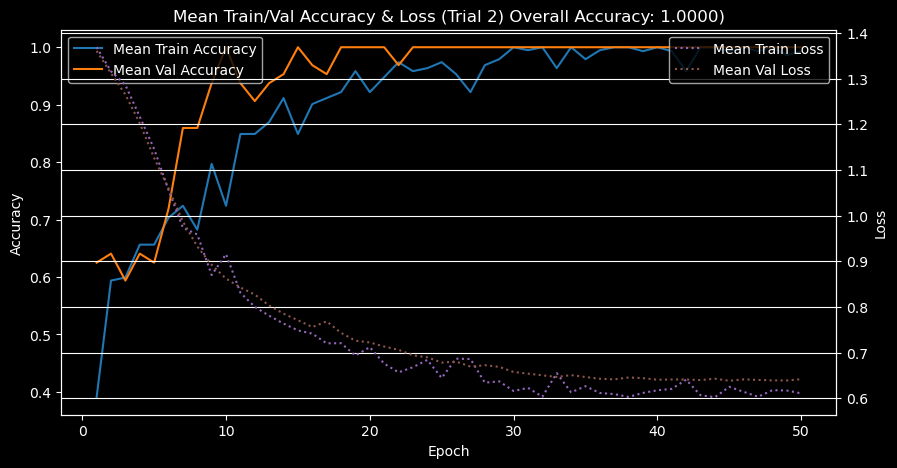 Mean Train/Val Accuracy & Loss (Trial 2) Overall Accuracy: 1.0000)
Mean Train Accuracy
Mean Val Accuracy
Mean Train Loss
Mean Val Loss
Accuracy
1.0
0.9
0.8
0.7
0.6
0.5
0.4
Loss
1.4
1.3
1.2
1.1
1.0
0.9
0.8
0.7
0.6
0 10 20 30 40 50
Epoch